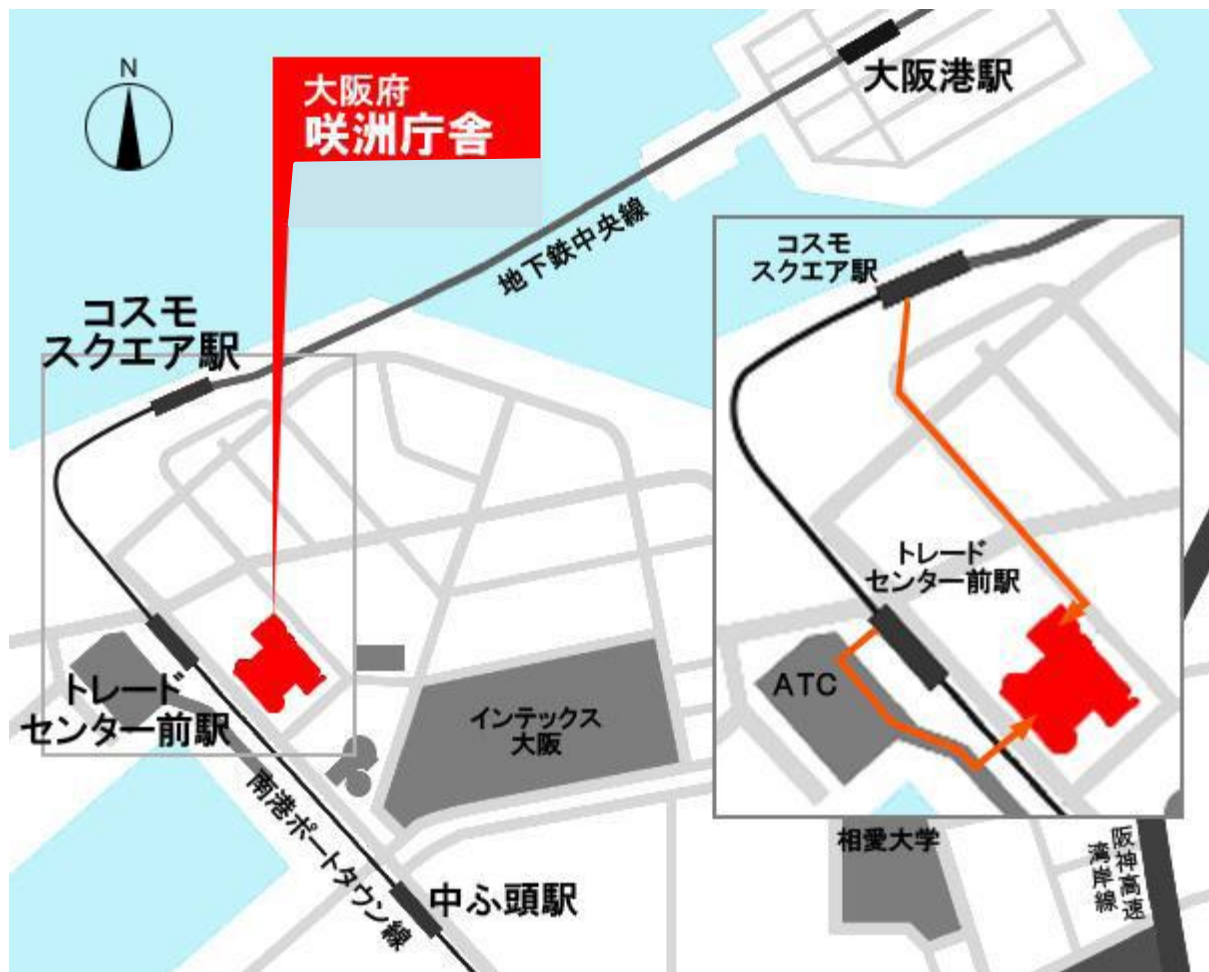 N
大阪府
咲洲庁舎
大阪港駅
地下鉄中央線
コスモ
スクエア駅
トレード
センター前駅
インテックス
大阪
南港ポートタウン線
中ふ頭駅
コスモ
スクエア駅
トレード
センター前駅
ATC
相愛大学
阪神高速
湾岸線